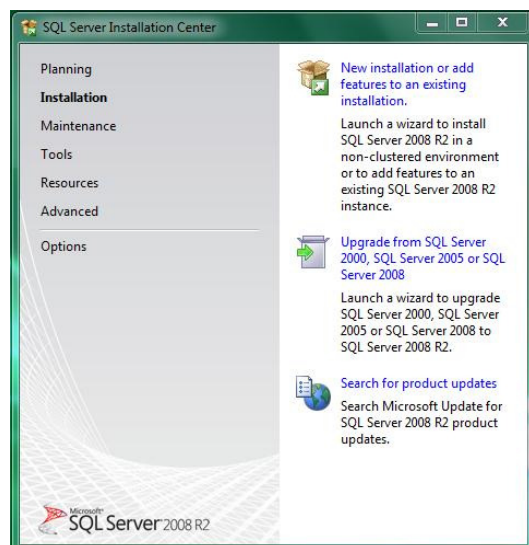 SQL Server Installation Center
Planning
Installation
Maintenance
Tools
Resources
Advanced
Options
New installation or add
features to an existing
installation.
Launch a wizard to install
SQL Server 2008 R2 in a
non-clustered environment
or to add features to an
existing SQL Server 2008 R2
instance.
Upgrade from SQL Server
2000, SQL Server 2005 or SQL
Server 2008
Launch a wizard to upgrade
SQL Server 2000, SQL Server
2005 or SQL Server 2008 to
SQL Server 2008 R2.
Search for product updates
Search Microsoft Update for
SQL Server 2008 R2 product
updates.
Microsoft
SQL Server 2008 R2